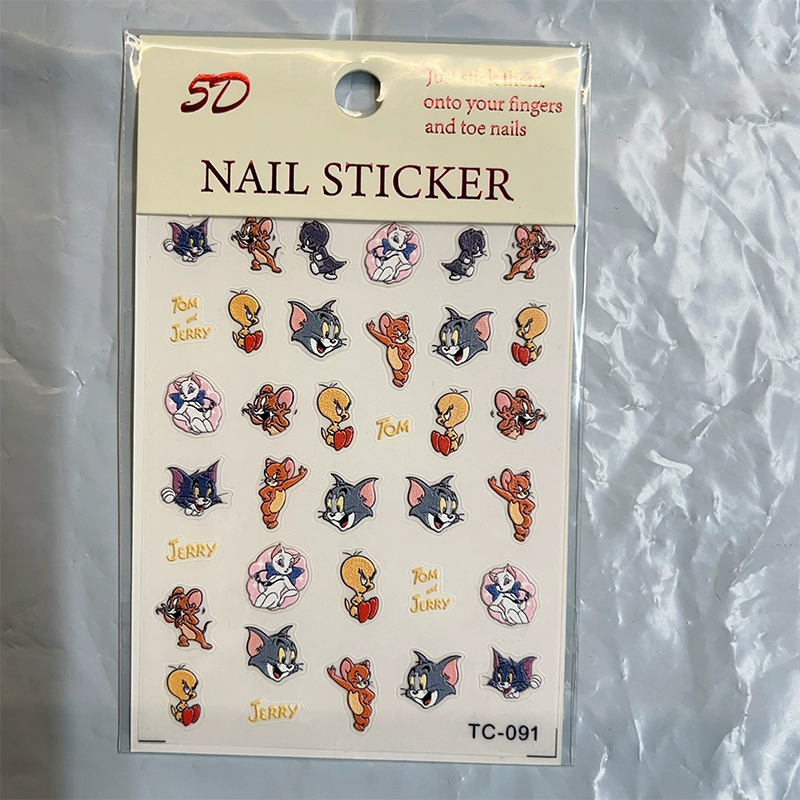 5D
Just stick them
onto your fingers
and toe nails
NAIL STICKER
TOM
and
JERRY
TOM
JERRY
TOM
and
JERRY
JERRY
TC-091